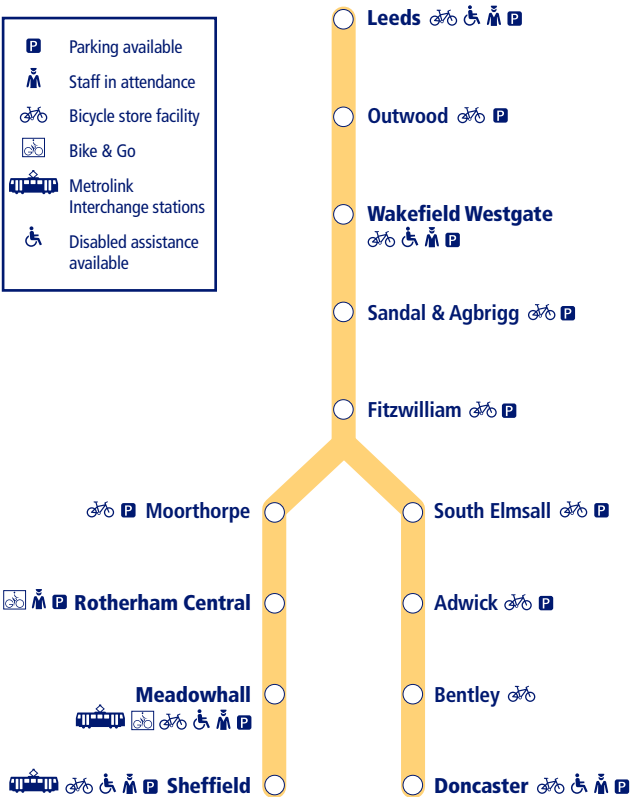 P Parking available
Staff in attendance
Bicycle store facility
Bike & Go
Metrolink
Interchange stations
Disabled assistance
available
Leeds P
Outwood P
Wakefield Westgate
P
Sandal & Agbrigg P
Fitzwilliam P
P Moorthorpe
South Elmsall P
P Rotherham Central
Adwick P
Meadowhall
P
Bentley
P Sheffield
Doncaster P